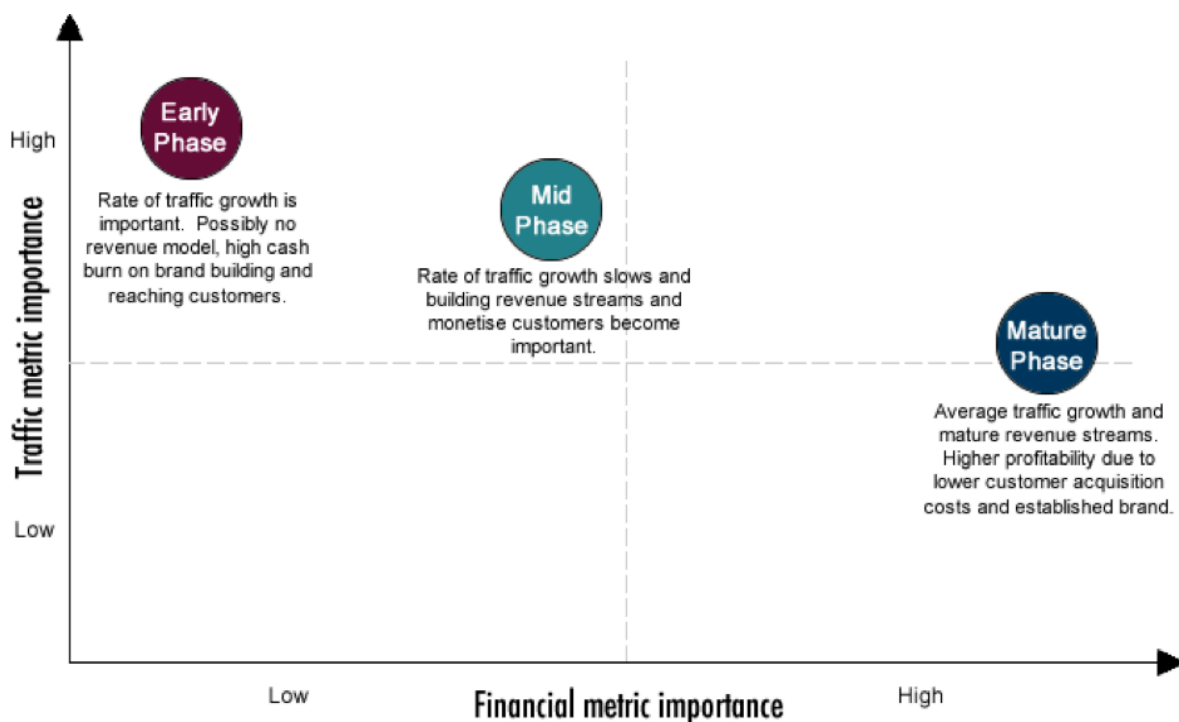 Early
Phase
High
Rate of traffic growth is
important. Possibly no
revenue model, high cash
burn on brand building and
reaching customers.
Mid
Phase
Rate of traffic growth slows and
building revenue streams and
monetise customers become
important.
Mature
Phase
Average traffic growth and
mature revenue streams.
Higher profitability due to
lower customer acquisition
costs and established brand.
Traffic metric importance
Low
Low
High
Financial metric importance